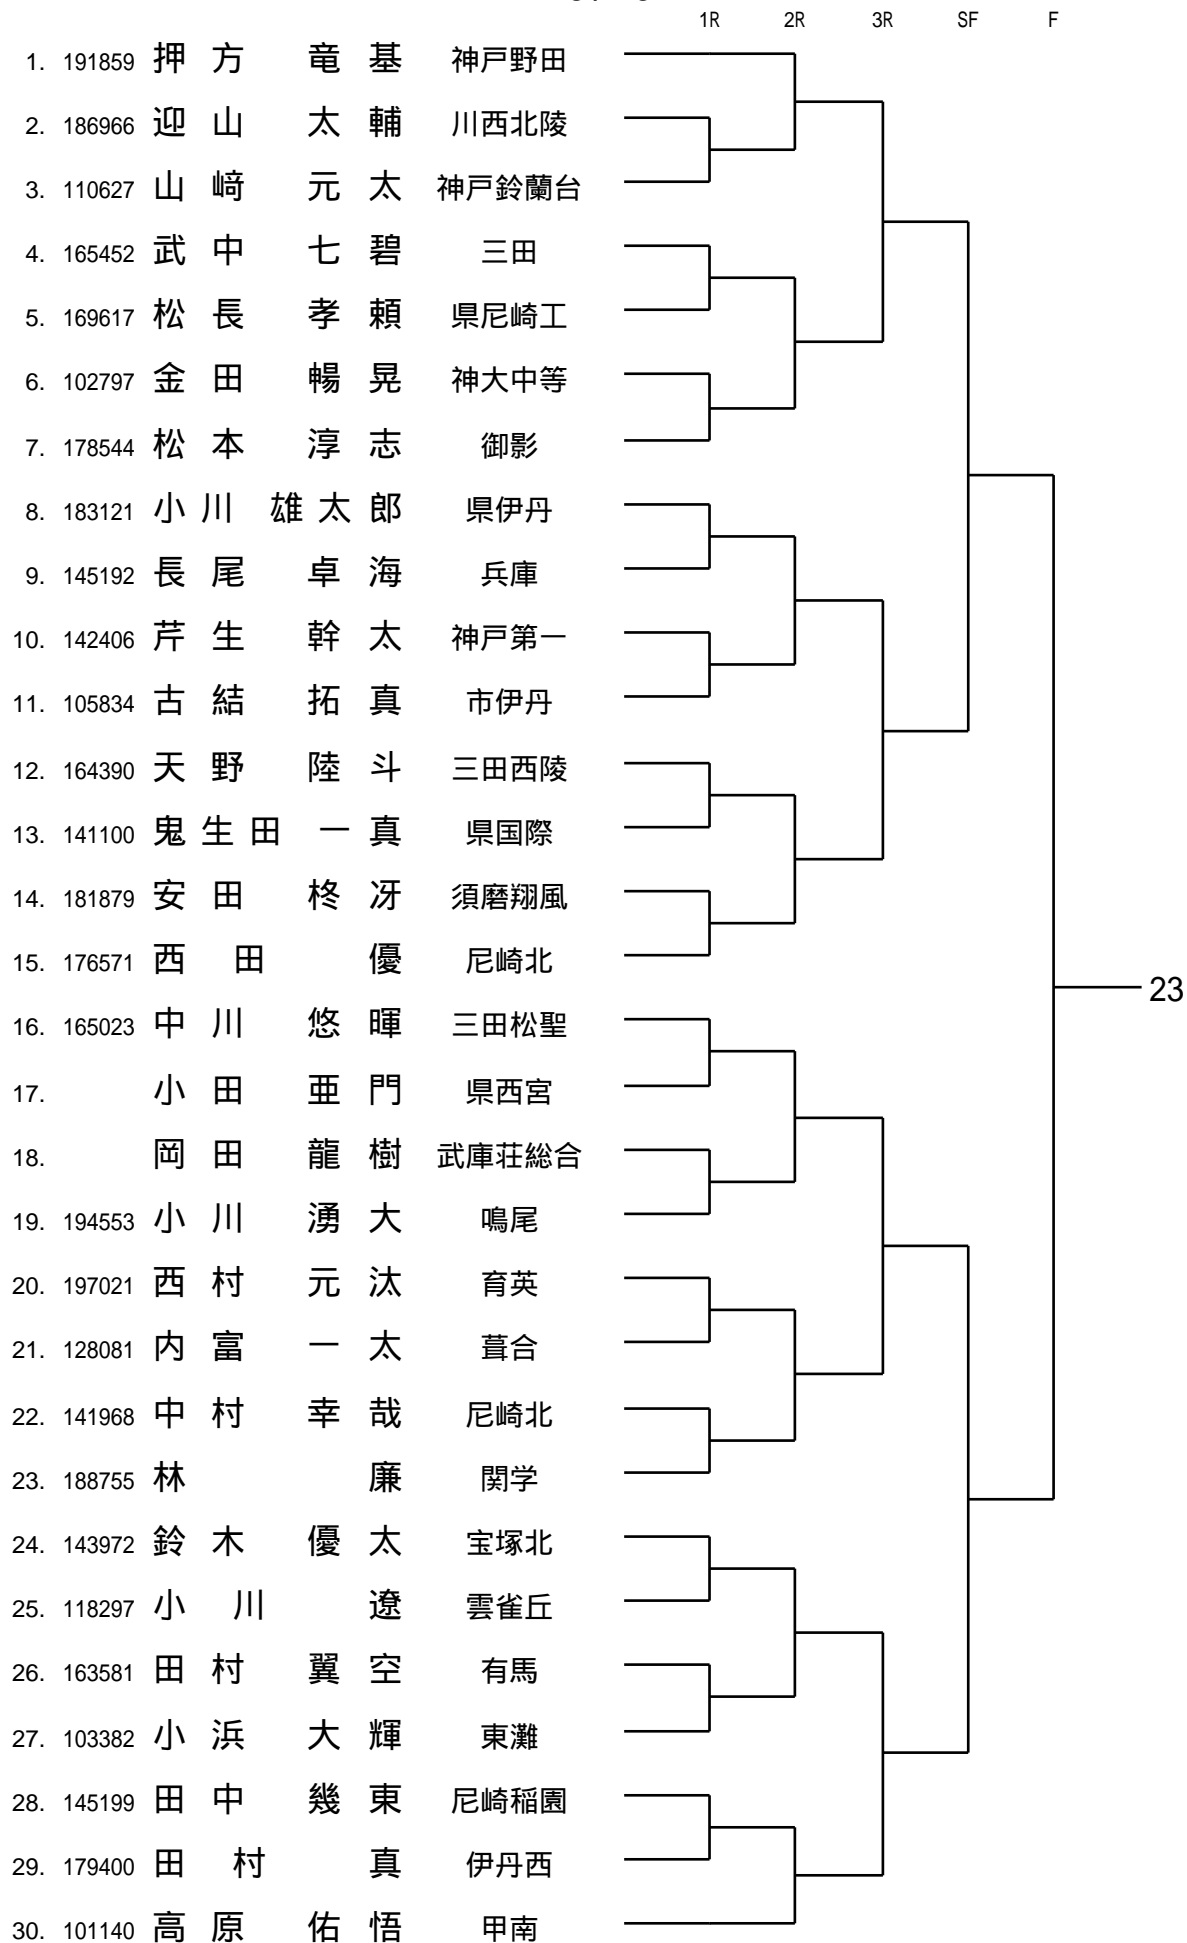 1R 2R 3R SF F
1. 191859 押方 竜基 神戸野田
2. 186966 迎山 太輔 川西北陵
3. 110627 山﨑 元太 神戸鈴蘭台
4. 165452 武中 七碧 三田
5. 169617 松長 孝頼 県尼崎工
6. 102797 金田 暢晃 神大中等
7. 178544 松本 淳志 御影
8. 183121 小川 雄太郎 県伊丹
9. 145192 長尾 卓海 兵庫
10. 142406 芹生 幹太 神戸第一
11. 105834 古結 拓真 市伊丹
12. 164390 天野 陸斗 三田西陵
13. 141100 鬼生田 一真 県国際
14. 181879 安田 柊冴 須磨翔風
15. 176571 西田 優 尼崎北
23
16. 165023 中川 悠暉 三田松聖
17. 小田 亜門 県西宮
18. 岡田 龍樹 武庫荘総合
19. 194553 小川 湧大 鳴尾
20. 197021 西村 元汰 育英
21. 128081 内富 一太 葺合
22. 141968 中村 幸哉 尼崎北
23. 188755 林 廉 関学
24. 143972 鈴木 優太 宝塚北
25. 118297 小川 遼 雲雀丘
26. 163581 田村 翼空 有馬
27. 103382 小浜 大輝 東灘
28. 145199 田中 幾東 尼崎稲園
29. 179400 田村 真 伊丹西
30. 101140 高原 佑悟 甲南